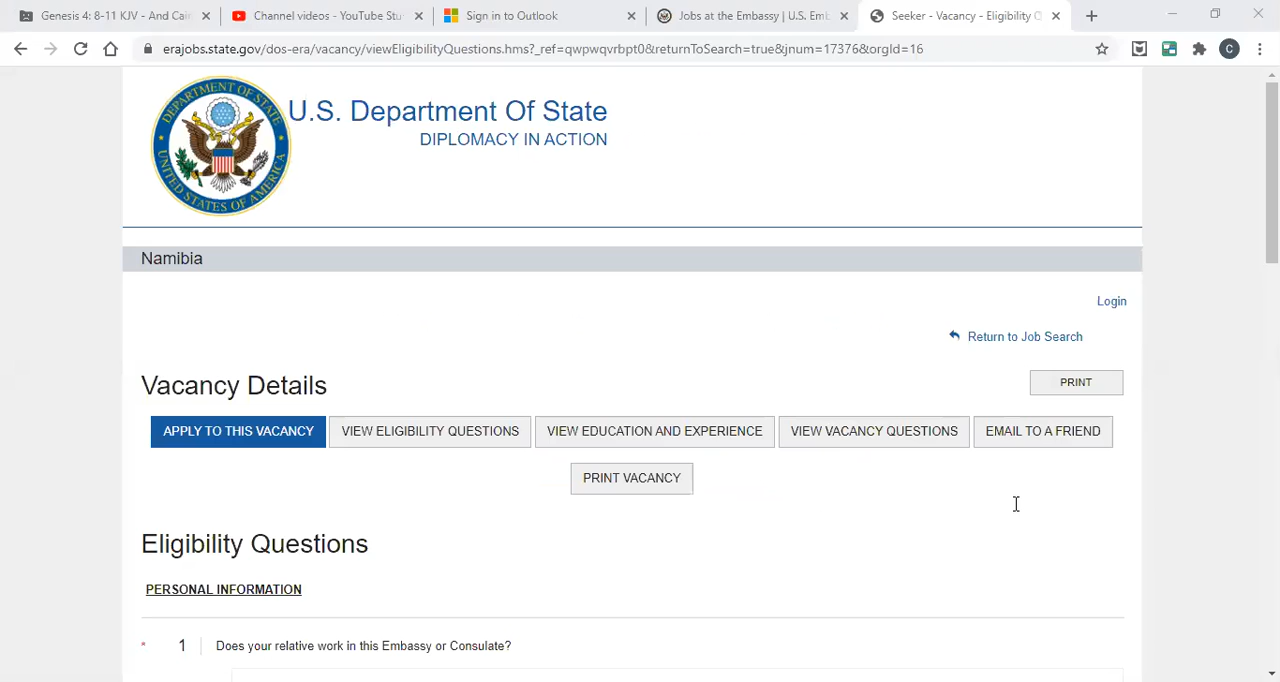 Genesis 4: 8-11 KJV - And Cain
Channel videos - YouTube Stu
Sign in to Outlook
Jobs at the Embassy | U.S. Emb
Seeker - Vacancy - Eligibility Q
erajobs.state.gov/dos-era/vacancy/viewEligibilityQuestions.hms?_ref=qwpwqvrbpt0&returnToSearch=true&jnum=17376&orgId=16
C
DEPARTMENT OF STATE
UNITED STATES OF AMERICA
U.S. Department Of State
DIPLOMACY IN ACTION
Namibia
Login
Return to Job Search
Vacancy Details
PRINT
APPLY TO THIS VACANCY
VIEW ELIGIBILITY QUESTIONS
VIEW EDUCATION AND EXPERIENCE
VIEW VACANCY QUESTIONS
EMAIL TO A FRIEND
PRINT VACANCY
Eligibility Questions
PERSONAL INFORMATION
* 1 Does your relative work in this Embassy or Consulate?